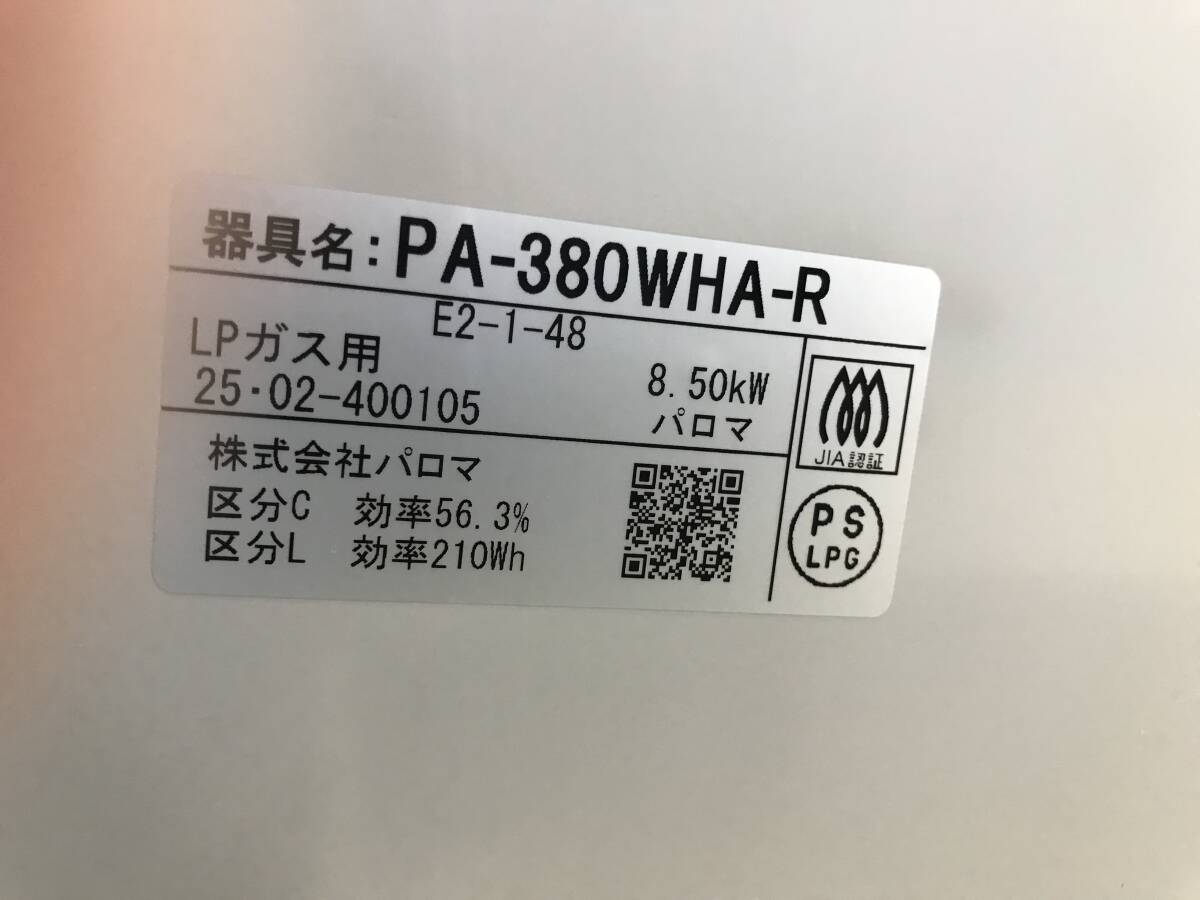 器具名:PA-380WHA-R
E2-1-48
LPガス用
8.50kW
25・02-400105
パロマ
株式会社パロマ
区分C 効率56.3%
区分L 効率210Wh
JIA認証
PS
LPG